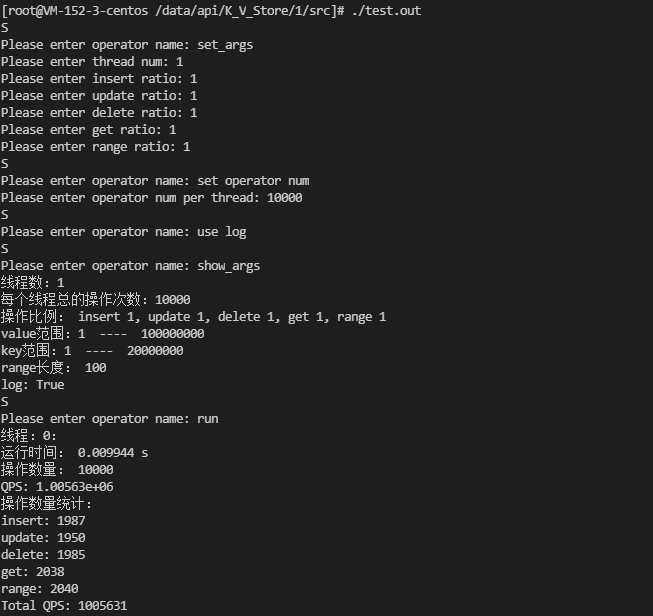 [root@VM-152-3-centos /data/api/K_V_Store/1/src]# ./test.out
S
Please enter operator name: set_args
Please enter thread num: 1
Please enter insert ratio: 1
Please enter update ratio: 1
Please enter delete ratio: 1
Please enter get ratio: 1
Please enter range ratio: 1
S
Please enter operator name: set operator num
Please enter operator num per thread: 10000
S
Please enter operator name: use log
S
Please enter operator name: show_args
线程数：1
每个线程总的操作次数：10000
操作比例： insert 1, update 1, delete 1, get 1, range 1
value范围：1  ----  100000000
key范围：1  ----  20000000
range长度： 100
log: True
S
Please enter operator name: run
线程：0：
运行时间： 0.009944 s
操作数量： 10000
QPS: 1.00563e+06
操作数量统计：
insert: 1987
update: 1950
delete: 1985
get: 2038
range: 2040
Total QPS: 1005631